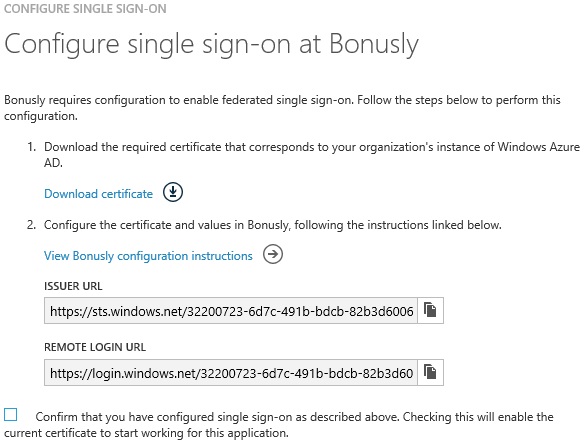 CONFIGURE SINGLE SIGN-ON
Configure single sign-on at Bonusly
Bonusly requires configuration to enable federated single sign-on. Follow the steps below to perform this
configuration.
1. Download the required certificate that corresponds to your organization's instance of Windows Azure
AD.
Download certificate
2. Configure the certificate and values in Bonusly, following the instructions linked below.
View Bonusly configuration instructions
ISSUER URL
https://sts.windows.net/32200723-6d7c-491b-bdcb-82b3d6006
REMOTE LOGIN URL
https://login.windows.net/32200723-6d7c-491b-bdcb-82b3d60
Confirm that you have configured single sign-on as described above. Checking this will enable the
current certificate to start working for this application.